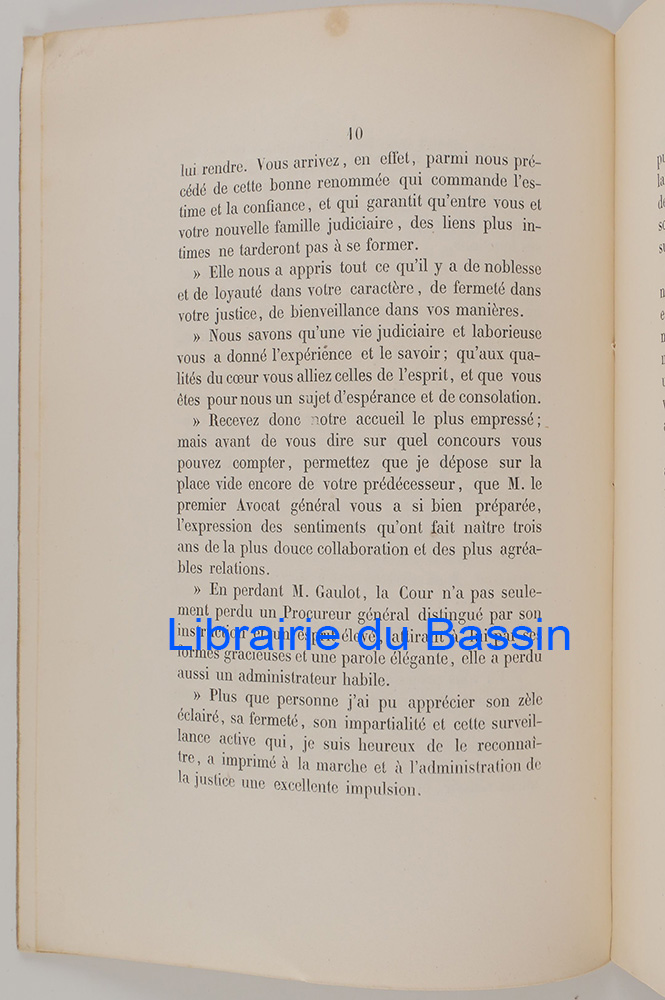 10
lui rendre. Vous arrivez, en effet, parmi nous pré-
cédé de cette bonne renommée qui commande l'es-
time et la confiance, et qui garantit qu'entre vous et
votre nouvelle famille judiciaire, des liens plus in-
times ne tarderont pas à se former.
» Elle nous a appris tout ce qu'il y a de noblesse
et de loyauté dans votre caractère, de fermeté dans
votre justice, de bienveillance dans vos manières.
» Nous savons qu'une vie judiciaire et laborieuse
vous a donné l'expérience et le savoir; qu'aux qua-
lités du cœur vous alliez celles de l'esprit, et que vous
êtes pour nous un sujet d'espérance et de consolation.
» Recevez donc notre accueil le plus empressé;
mais avant de vous dire sur quel concours vous
pouvez compter, permettez que je dépose sur la
place vide encore de votre prédécesseur, que M. le
premier Avocat général vous a si bien préparée,
l'expression des sentiments qu'ont fait naître trois
ans de la plus douce collaboration et des plus agréa-
bles relations.
» En perdant M. Gaulot, la Cour n'a pas seule-
ment perdu un Procureur général distingué par son
instruction et un esprit élevé, attirant à lui par ses
formes gracieuses et une parole élégante, elle a perdu
aussi un administrateur habile.
» Plus que personne j'ai pu apprécier son zèle
éclairé, sa fermeté, son impartialité et cette surveil-
lance active qui, je suis heureux de le reconnaî-
tre, a imprimé à la marche et à l'administration de
la justice une excellente impulsion.
Librairie du Bassin